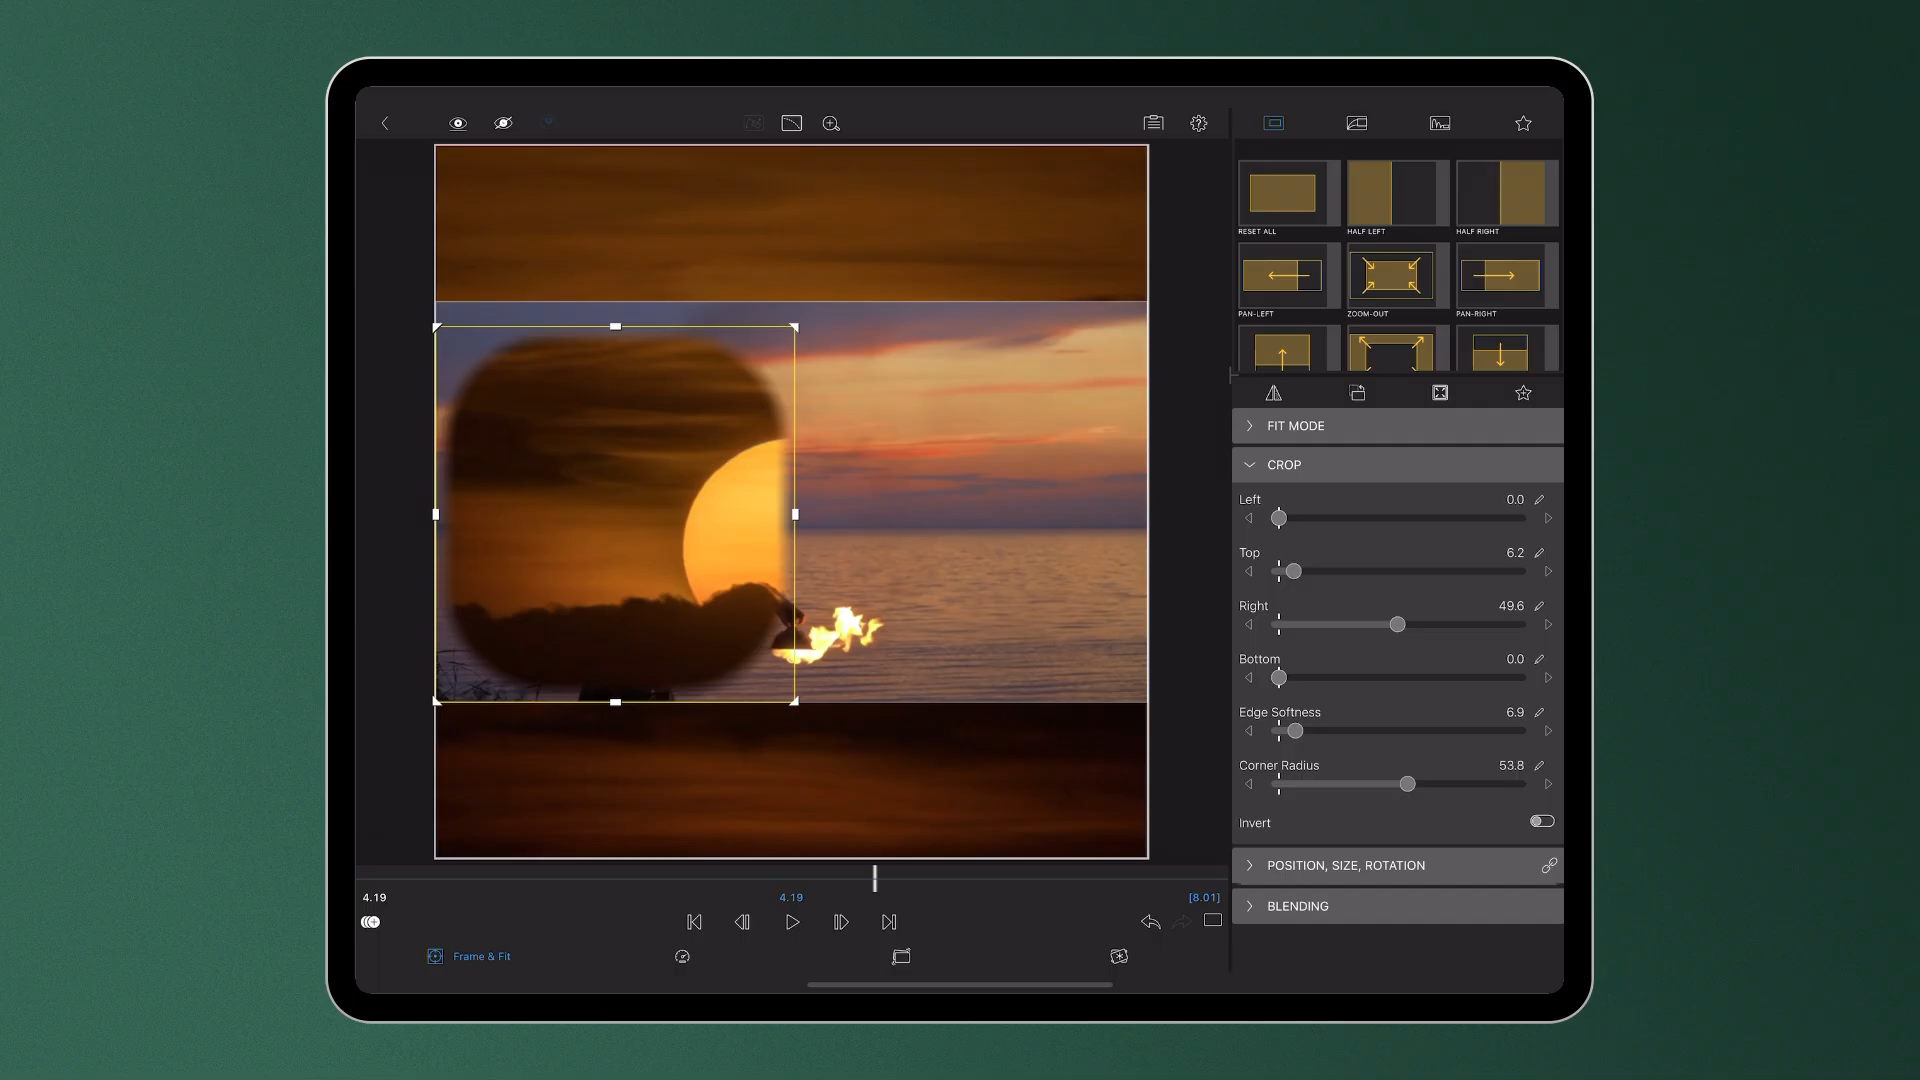 RESET ALL
HALF LEFT
HALF RIGHT
PAN-LEFT
ZOOM-OUT
PAN-RIGHT
FIT MODE
CROP
Left
0.0
Top
6.2
Right
49.6
Bottom
0.0
Edge Softness
6.9
Corner Radius
53.8
Invert
POSITION, SIZE, ROTATION
BLENDING
4.19
4.19
[8.01]
Frame & Fit